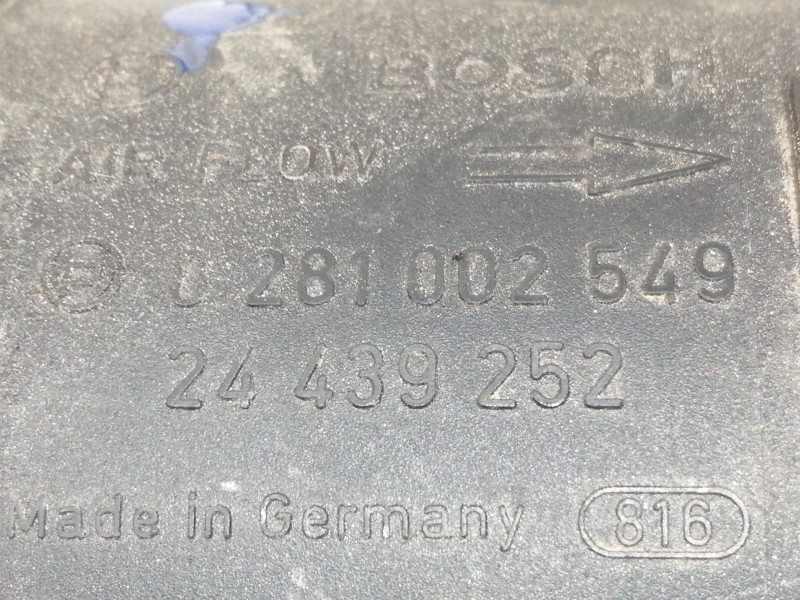 BOSCH
AIR FLOW
0 281 002 549
24 439 252
Made in Germany 816